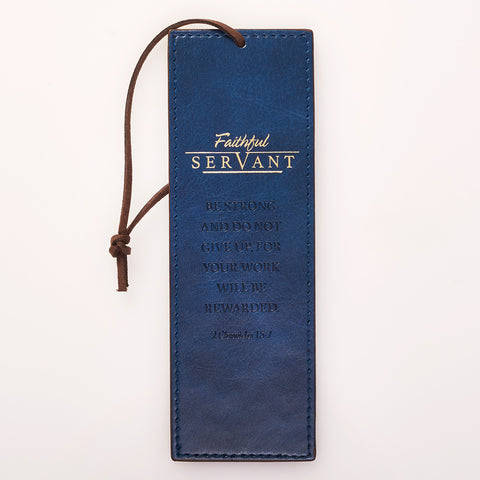 Faithful
SERVANT
BE STRONG
AND DO NOT
GIVE UP, FOR
YOUR WORK
WILL BE
REWARDED.
2 Chronicles 15:7